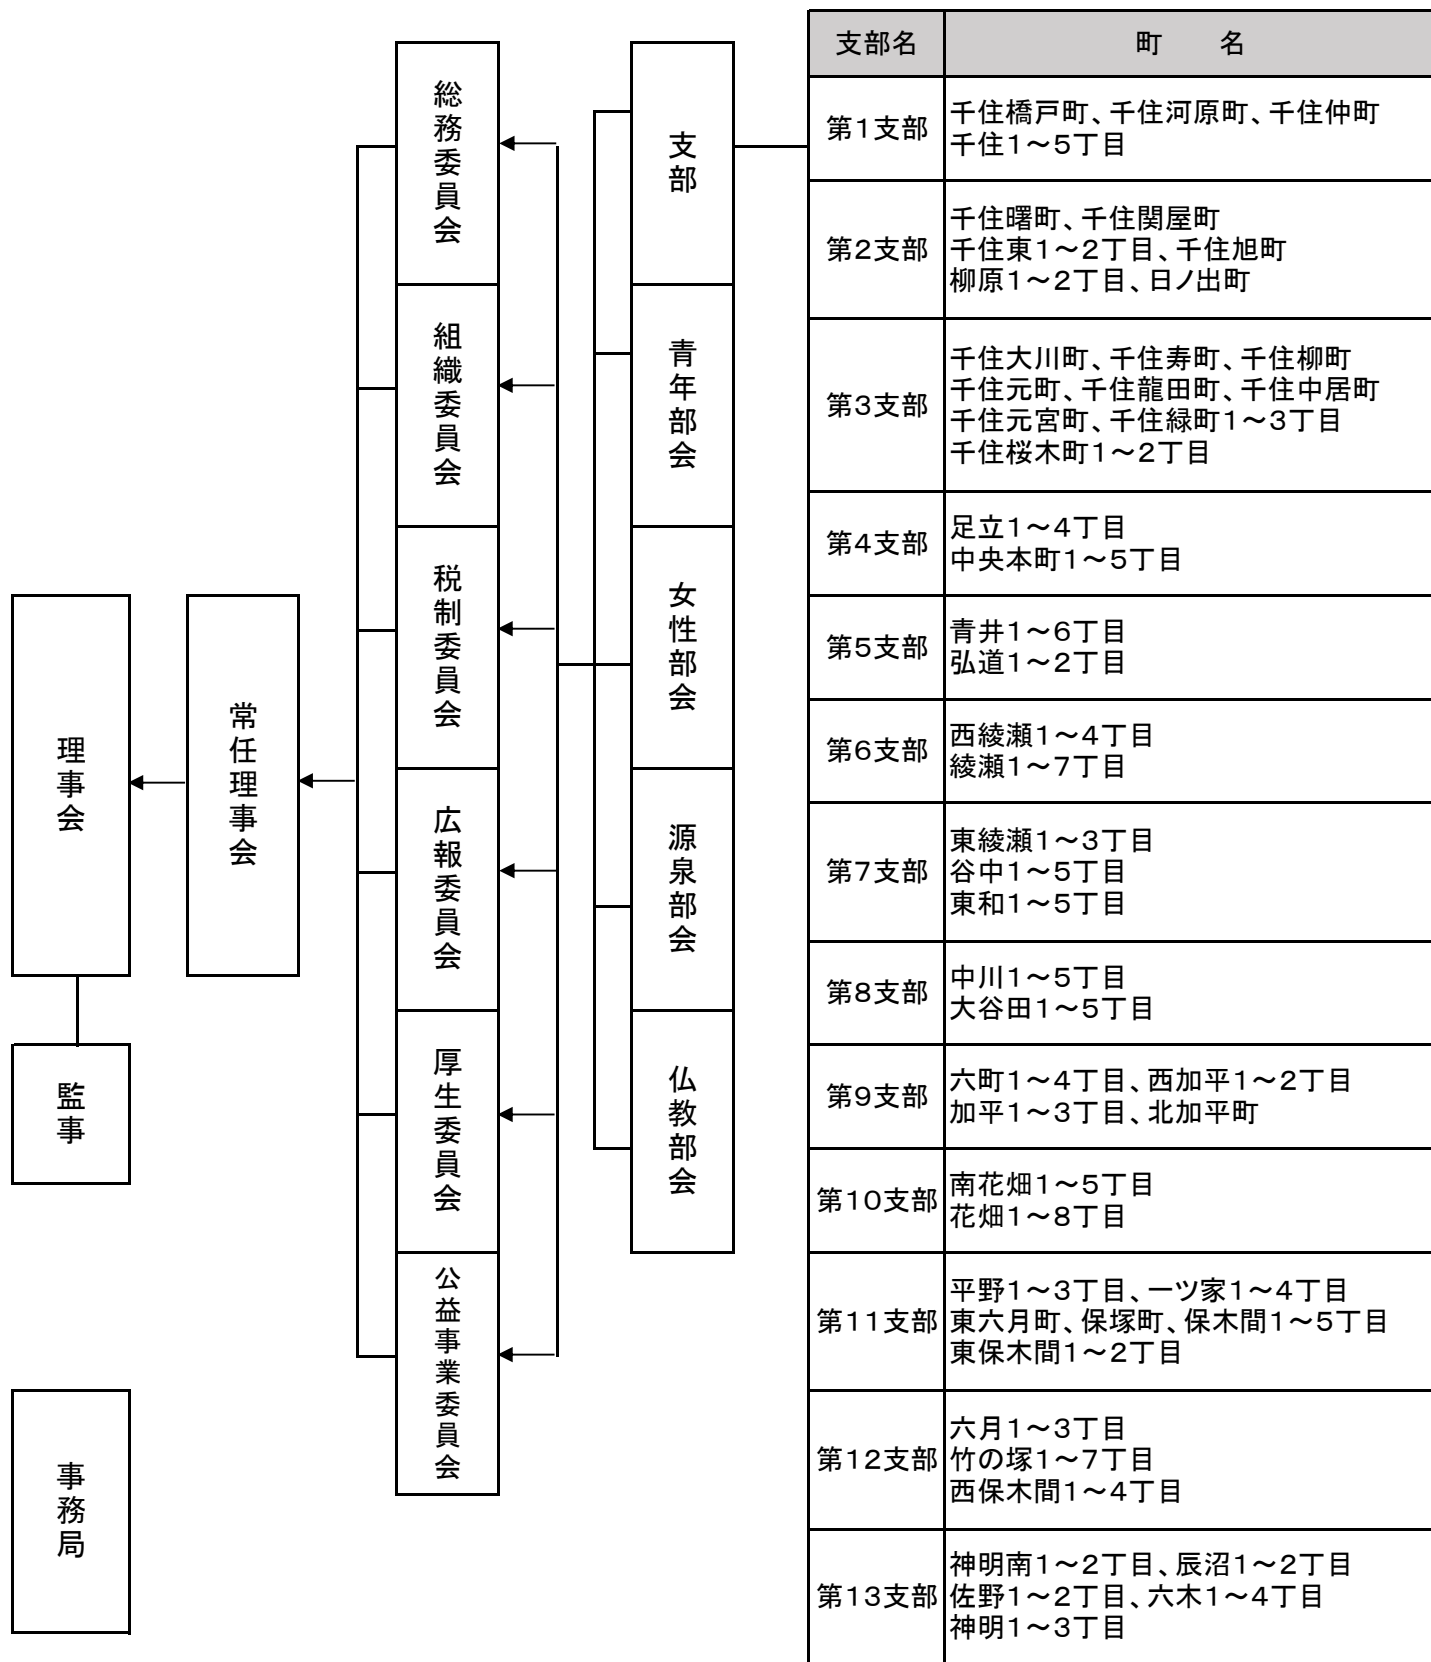 理事会
監事
事務局
常任理事会
総務委員会
組織委員会
税制委員会
広報委員会
厚生委員会
公益事業委員会
支部
青年部会
女性部会
源泉部会
仏教部会
支部名 町　名
第1支部 千住橋戸町、千住河原町、千住仲町
千住1～5丁目
第2支部 千住曙町、千住関屋町
千住東1～2丁目、千住旭町
柳原1～2丁目、日ノ出町
第3支部 千住大川町、千住寿町、千住柳町
千住元町、千住龍田町、千住中居町
千住元宮町、千住緑町1～3丁目
千住桜木町1～2丁目
第4支部 足立1～4丁目
中央本町1～5丁目
第5支部 青井1～6丁目
弘道1～2丁目
第6支部 西綾瀬1～4丁目
綾瀬1～7丁目
第7支部 東綾瀬1～3丁目
谷中1～5丁目
東和1～5丁目
第8支部 中川1～5丁目
大谷田1～5丁目
第9支部 六町1～4丁目、西加平1～2丁目
加平1～3丁目、北加平町
第10支部 南花畑1～5丁目
花畑1～8丁目
第11支部 平野1～3丁目、一ツ家1～4丁目
東六月町、保塚町、保木間1～5丁目
東保木間1～2丁目
第12支部 六月1～3丁目
竹の塚1～7丁目
西保木間1～4丁目
第13支部 神明南1～2丁目、辰沼1～2丁目
佐野1～2丁目、六木1～4丁目
神明1～3丁目